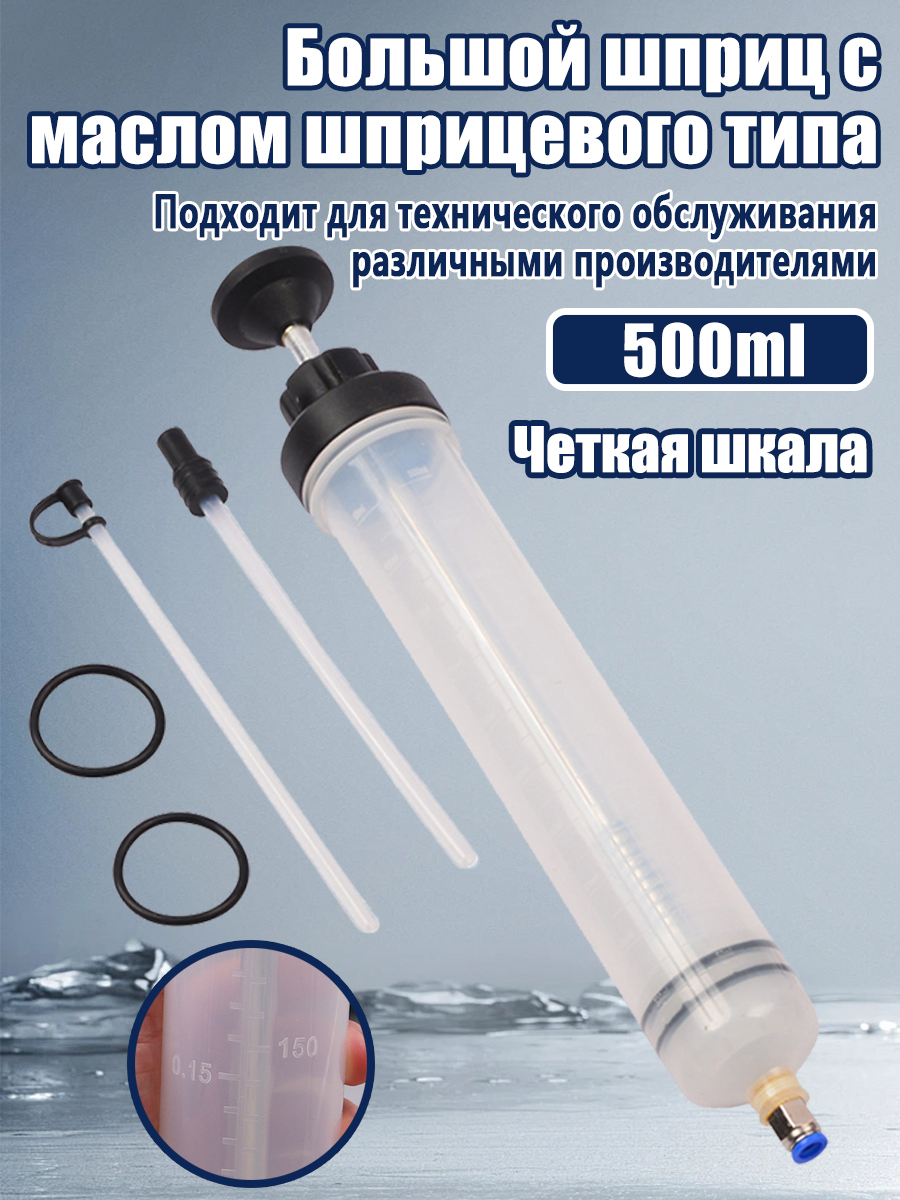 Большой шприц с
маслом шприцевого типа
Подходит для технического обслуживания
различными производителями
500ml
Четкая шкала
0.15
150